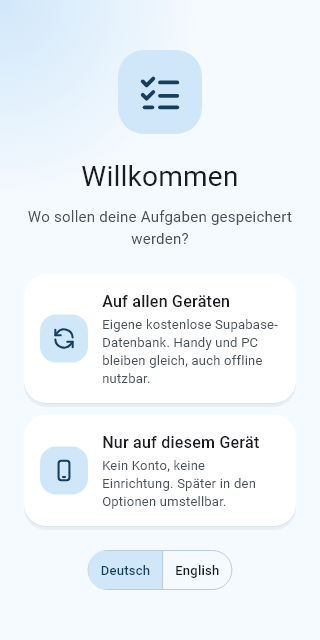 Willkommen
Wo sollen deine Aufgaben gespeichert
werden?
Auf allen Geräten
Eigene kostenlose Supabase-
Datenbank. Handy und PC
bleiben gleich, auch offline
nutzbar.
Nur auf diesem Gerät
Kein Konto, keine
Einrichtung. Später in den
Optionen umstellbar.
Deutsch English